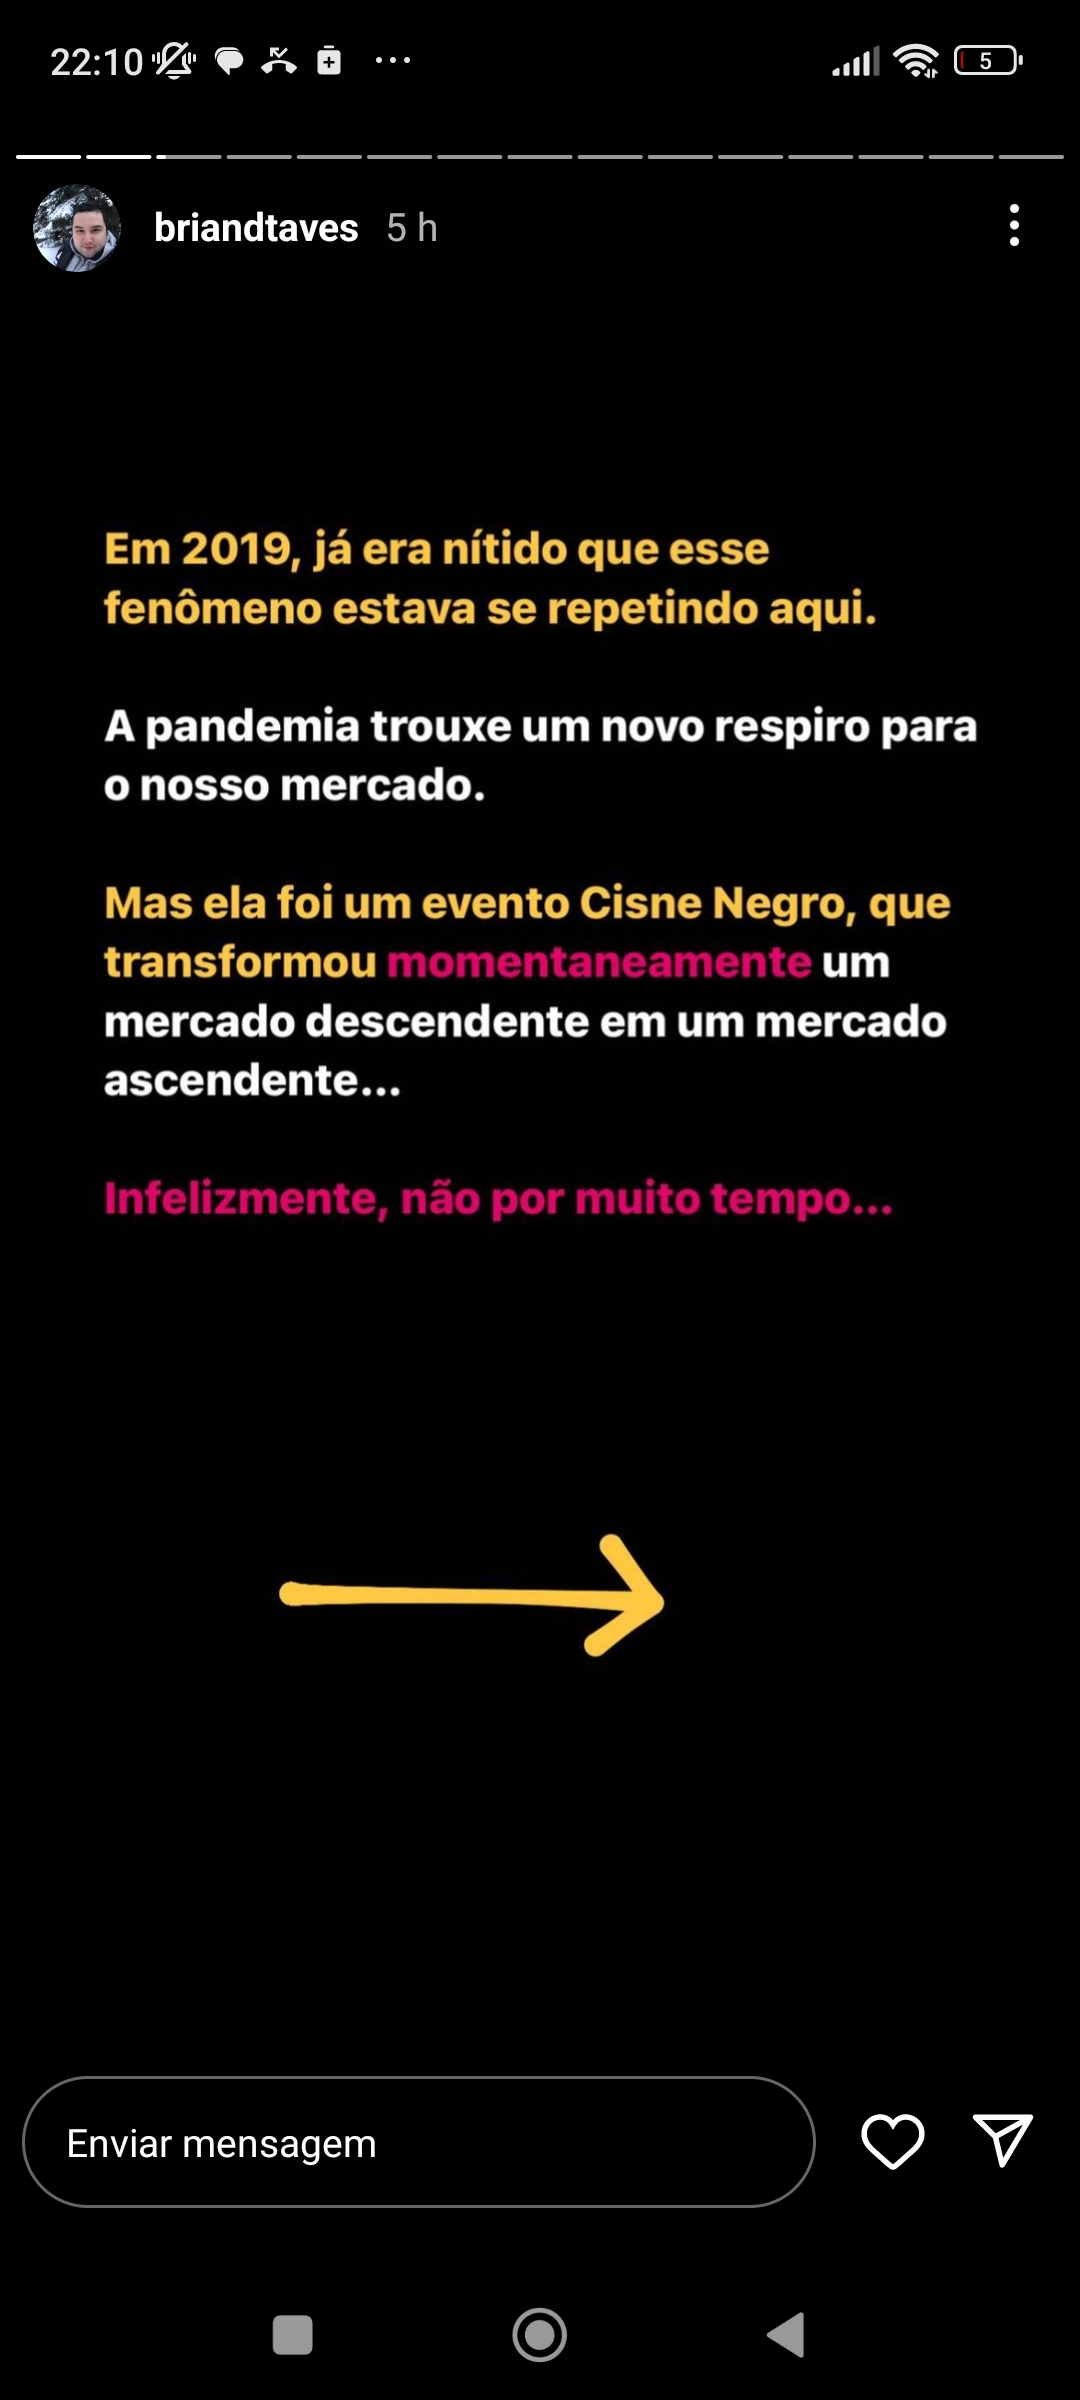 22:10
5
briandtaves 5 h
Em 2019, já era nítido que esse
fenômeno estava se repetindo aqui.
A pandemia trouxe um novo respiro para
o nosso mercado.
Mas ela foi um evento Cisne Negro, que
transformou momentaneamente um
mercado descendente em um mercado
ascendente...
Infelizmente, não por muito tempo...
Enviar mensagem